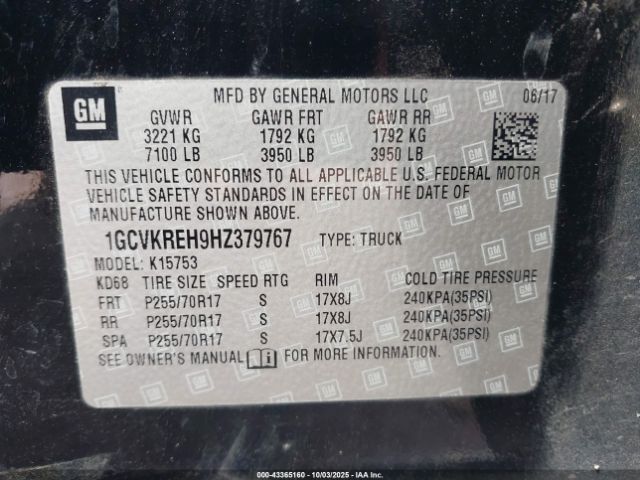 GM
MFD BY GENERAL MOTORS LLC 06/17
GVWR GAWR FRT GAWR RR
3221 KG 1792 KG 1792 KG
7100 LB 3950 LB 3950 LB
THIS VEHICLE CONFORMS TO ALL APPLICABLE U.S. FEDERAL MOTOR
VEHICLE SAFETY STANDARDS IN EFFECT ON THE DATE OF
MANUFACTURE SHOWN ABOVE.
1GCVKREH9HZ379767 TYPE: TRUCK
MODEL: K15753
KD68 TIRE SIZE SPEED RTG RIM COLD TIRE PRESSURE
FRT P255/70R17 S 17X8J 240KPA(35PSI)
RR P255/70R17 S 17X8J 240KPA(35PSI)
SPA P255/70R17 S 17X7.5J 240KPA(35PSI)
SEE OWNER'S MANUAL i FOR MORE INFORMATION.
000-43365160 - 10/03/2025 - IAAI.COM